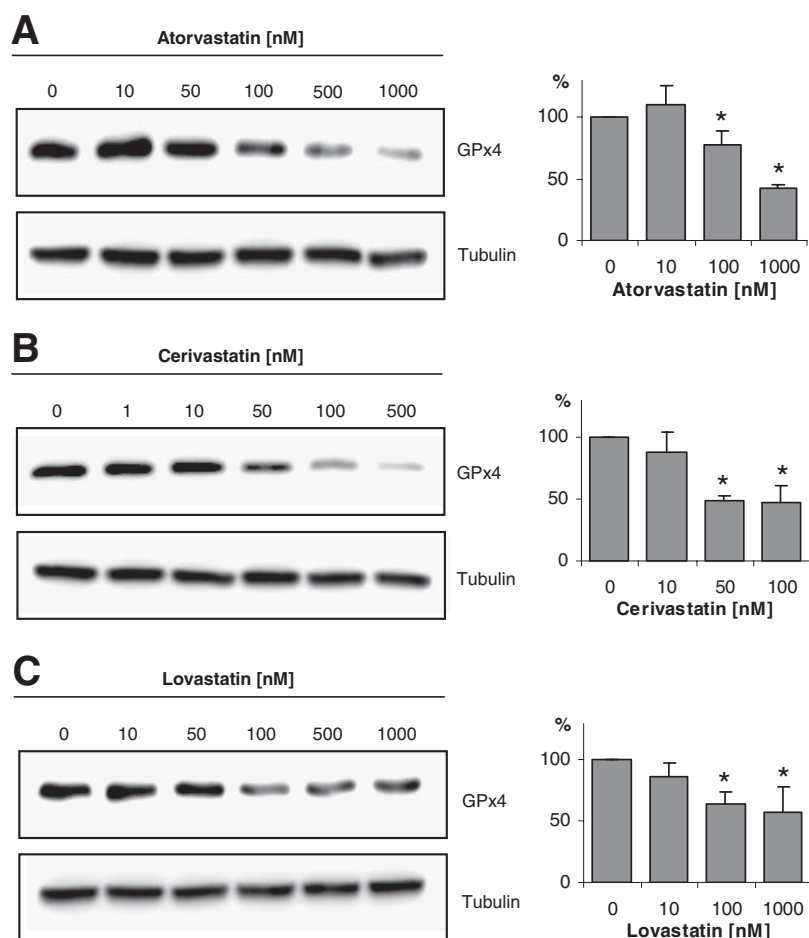 A
Atorvastatin [nM]
0 10 50 100 500 1000
GPx4
Tubulin
%
100
50
0
* *
0 10 100 1000
Atorvastatin [nM]
B
Cerivastatin [nM]
0 1 10 50 100 500
GPx4
Tubulin
%
100
50
0
* *
0 10 50 100
Cerivastatin [nM]
C
Lovastatin [nM]
0 10 50 100 500 1000
GPx4
Tubulin
%
100
50
0
* *
0 10 100 1000
Lovastatin [nM]